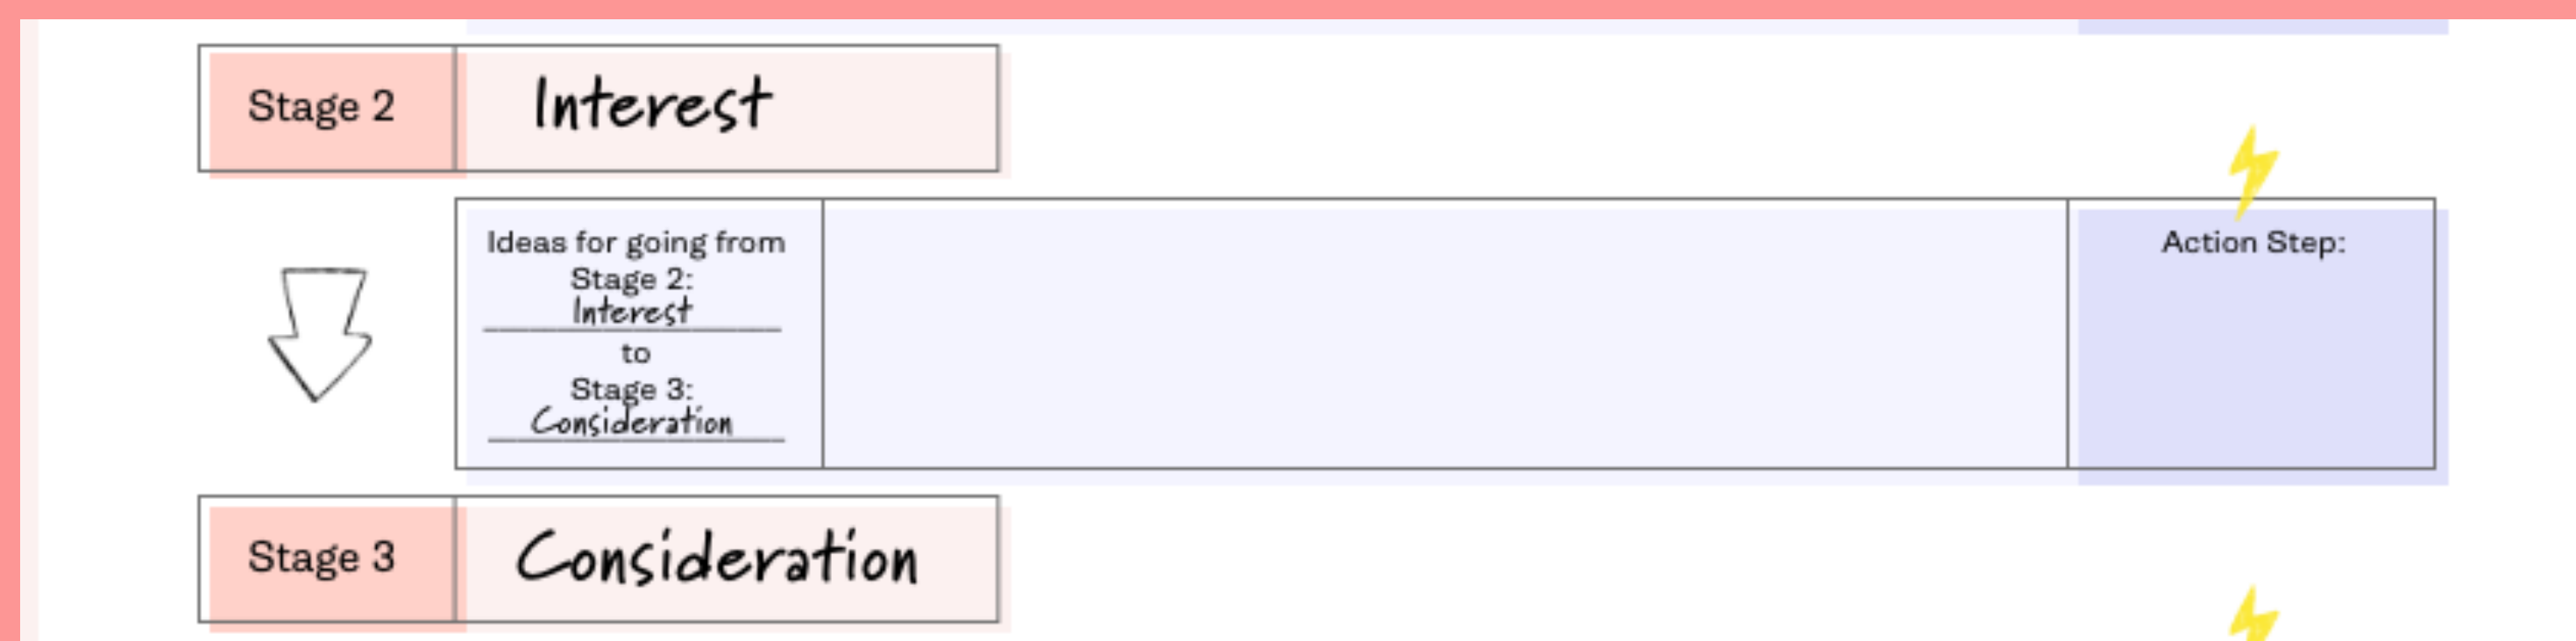 Stage 2
Interest
Ideas for going from
Stage 2:
Interest
to
Stage 3:
Consideration
Action Step:
Stage 3
Consideration